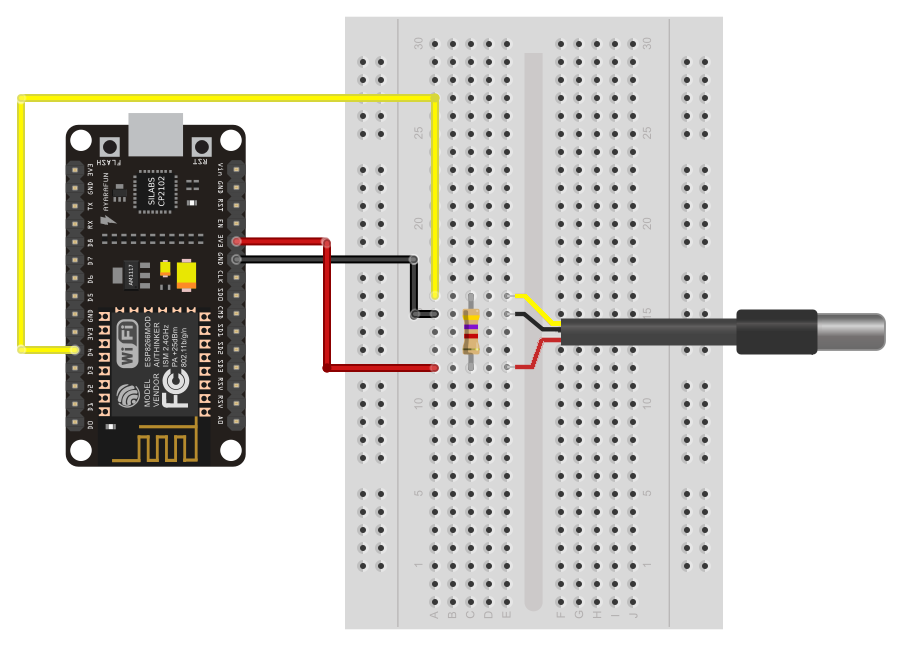 30
30
25
25
20
20
15
10
10
5
5
1
1
A B C D E
F G H I J
FLASH
RST
3V3
GND
TX
RX
D8
D7
D6
D5
GND
3V3
D4
D3
D2
D1
D0
Vin
GND
RST
EN
3V3
GND
CLK
SDO
CMD
SD1
SD2
SD3
RSV
RSV
A0
AYARAFUN
SILABS
CP2102
AM1117
WiFi
MODEL
VENDOR
ESP8266MOD
AI/THINKER
ISM 2.4GHz
PA +25dBm
802.11b/g/n
FC